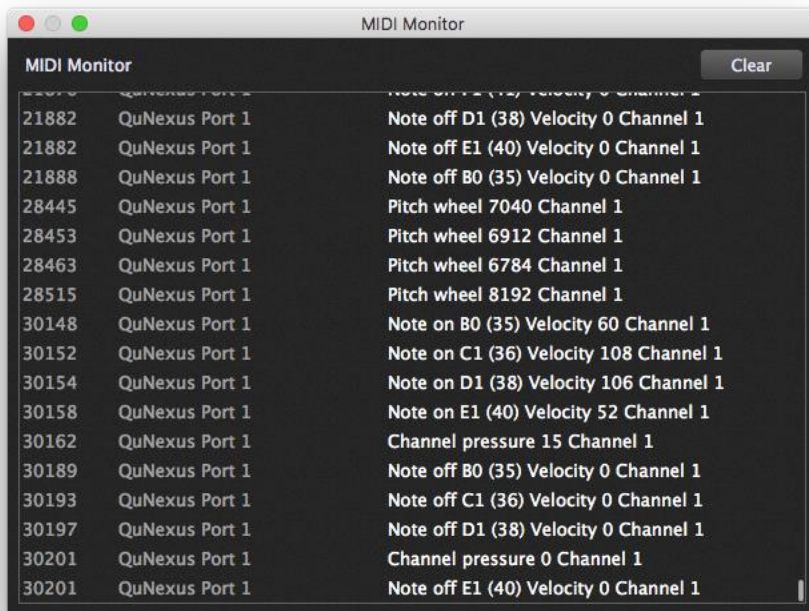 MIDI Monitor
MIDI Monitor Clear
21882 QuNexus Port 1 Note off D1 (38) Velocity 0 Channel 1
21882 QuNexus Port 1 Note off E1 (40) Velocity 0 Channel 1
21888 QuNexus Port 1 Note off B0 (35) Velocity 0 Channel 1
28445 QuNexus Port 1 Pitch wheel 7040 Channel 1
28453 QuNexus Port 1 Pitch wheel 6912 Channel 1
28463 QuNexus Port 1 Pitch wheel 6784 Channel 1
28515 QuNexus Port 1 Pitch wheel 8192 Channel 1
30148 QuNexus Port 1 Note on B0 (35) Velocity 60 Channel 1
30152 QuNexus Port 1 Note on C1 (36) Velocity 108 Channel 1
30154 QuNexus Port 1 Note on D1 (38) Velocity 106 Channel 1
30158 QuNexus Port 1 Note on E1 (40) Velocity 52 Channel 1
30162 QuNexus Port 1 Channel pressure 15 Channel 1
30189 QuNexus Port 1 Note off B0 (35) Velocity 0 Channel 1
30193 QuNexus Port 1 Note off C1 (36) Velocity 0 Channel 1
30197 QuNexus Port 1 Note off D1 (38) Velocity 0 Channel 1
30201 QuNexus Port 1 Channel pressure 0 Channel 1
30201 QuNexus Port 1 Note off E1 (40) Velocity 0 Channel 1